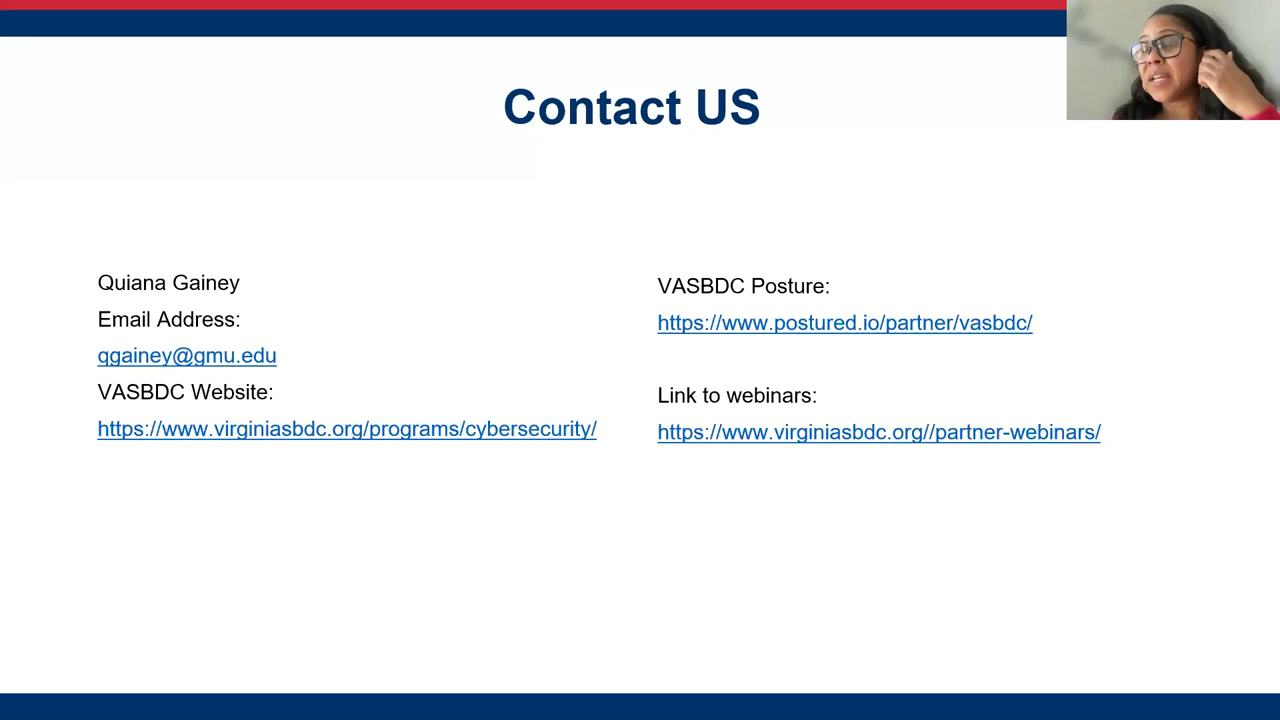 Contact US
Quiana Gainey
Email Address:
qgainey@gmu.edu
VASBDC Website:
https://www.virginiasbdc.org/programs/cybersecurity/
VASBDC Posture:
https://www.postured.io/partner/vasbdc/
Link to webinars:
https://www.virginiasbdc.org//partner-webinars/